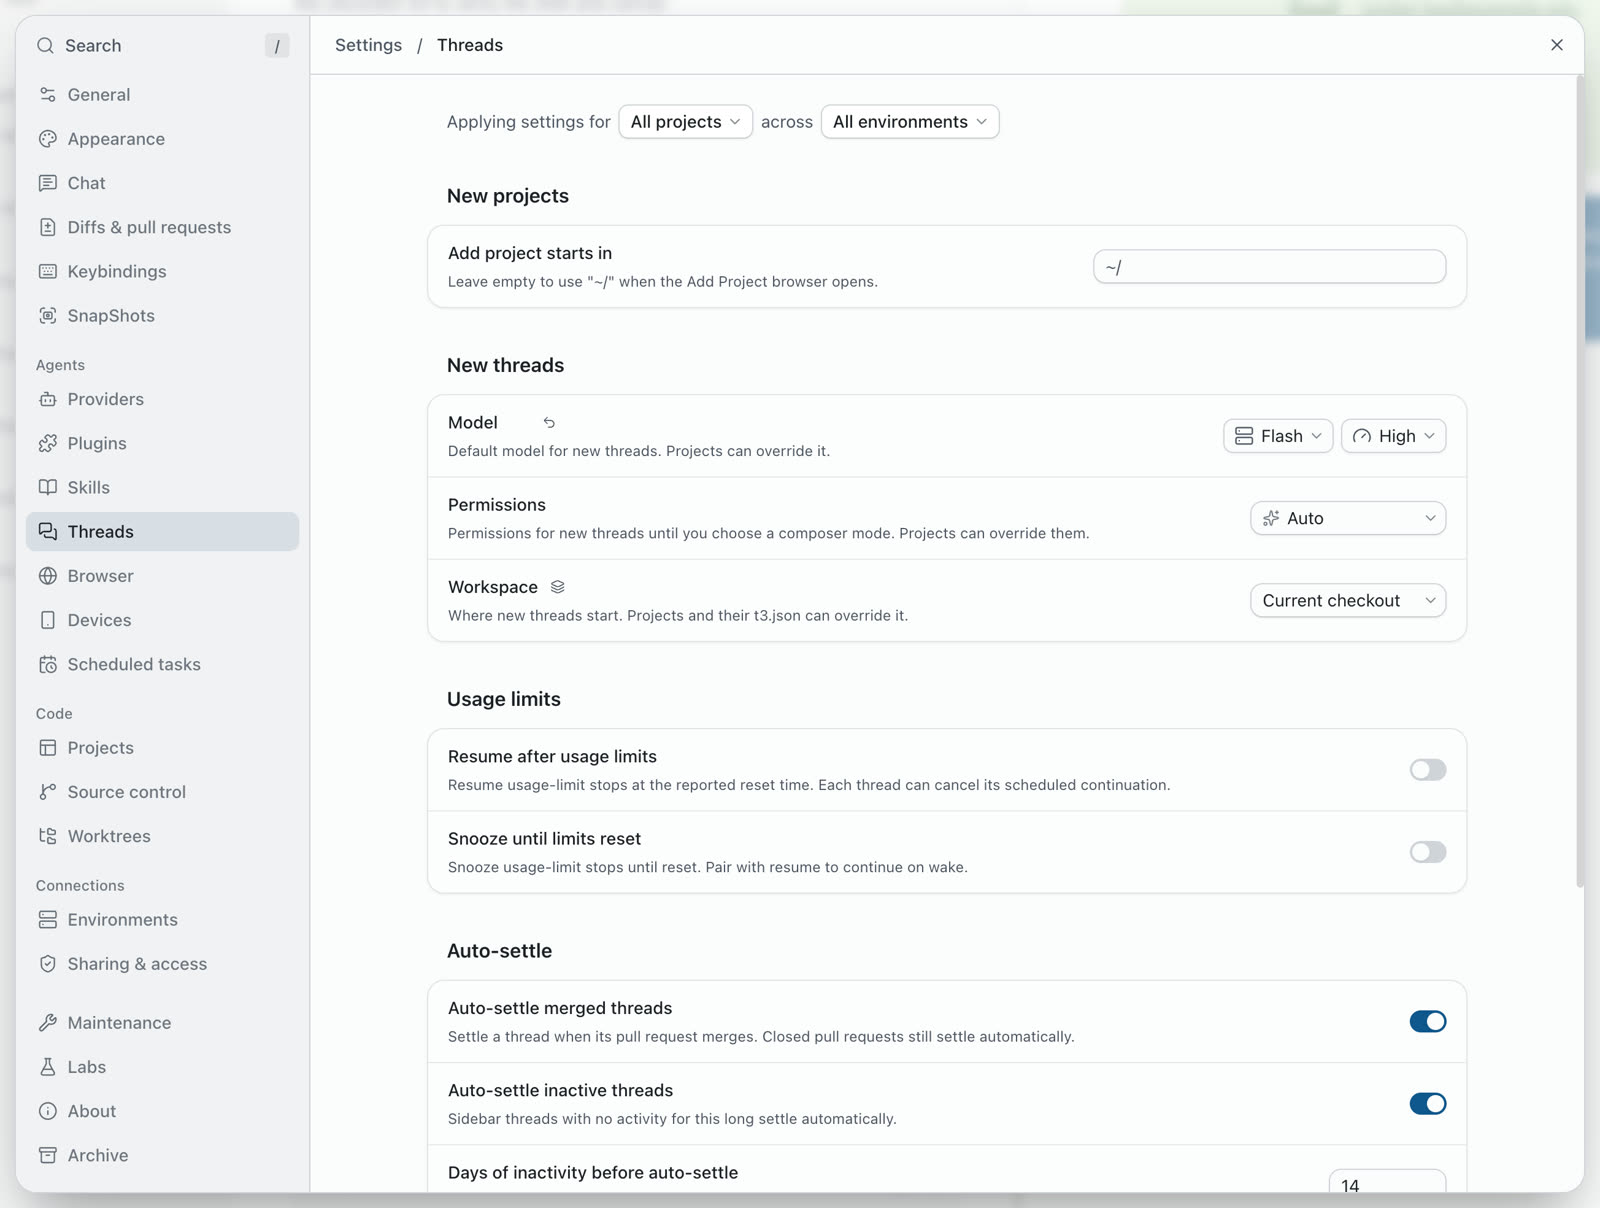 Search
/
General
Appearance
Chat
Diffs & pull requests
Keybindings
SnapShots
Agents
Providers
Plugins
Skills
Threads
Browser
Devices
Scheduled tasks
Code
Projects
Source control
Worktrees
Connections
Environments
Sharing & access
Maintenance
Labs
About
Archive
Settings / Threads
Applying settings for All projects across All environments
New projects
Add project starts in
Leave empty to use "~/" when the Add Project browser opens.
~/
New threads
Model
Default model for new threads. Projects can override it.
Flash
High
Permissions
Permissions for new threads until you choose a composer mode. Projects can override them.
Auto
Workspace
Where new threads start. Projects and their t3.json can override it.
Current checkout
Usage limits
Resume after usage limits
Resume usage-limit stops at the reported reset time. Each thread can cancel its scheduled continuation.
Snooze until limits reset
Snooze usage-limit stops until reset. Pair with resume to continue on wake.
Auto-settle
Auto-settle merged threads
Settle a thread when its pull request merges. Closed pull requests still settle automatically.
Auto-settle inactive threads
Sidebar threads with no activity for this long settle automatically.
Days of inactivity before auto-settle
14